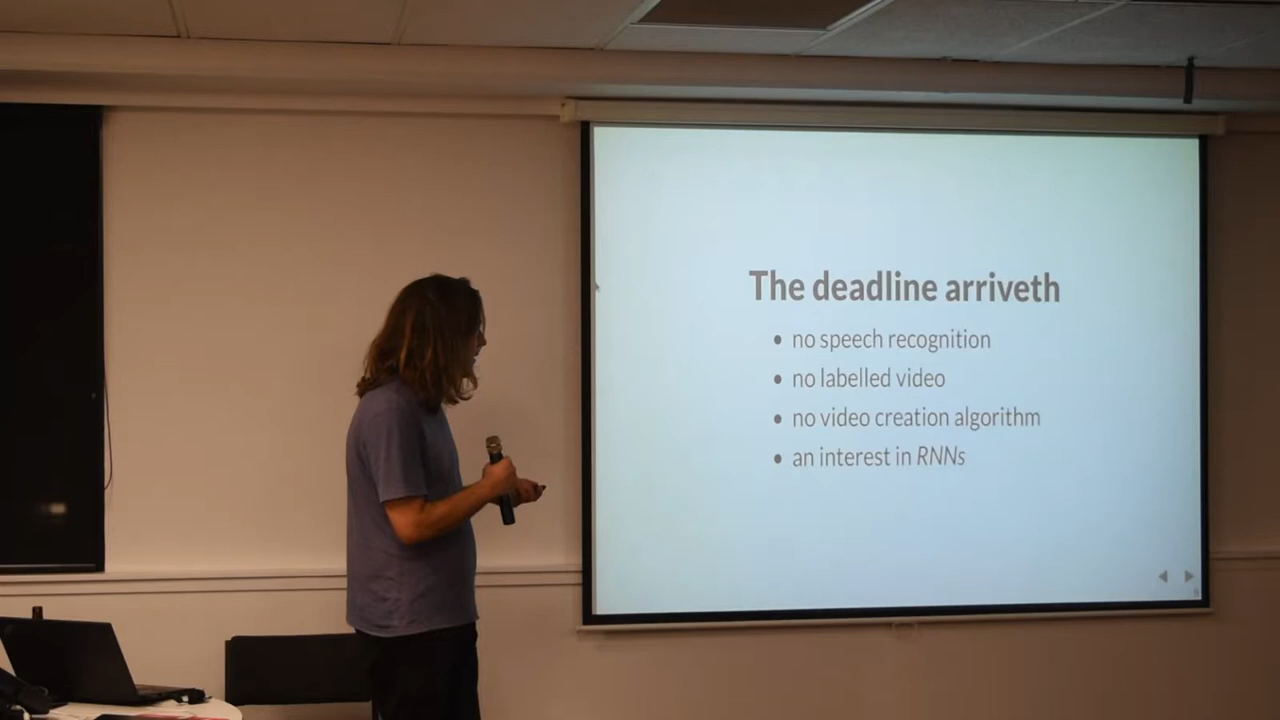 The deadline arriveth
no speech recognition
no labelled video
no video creation algorithm
an interest in RNNs